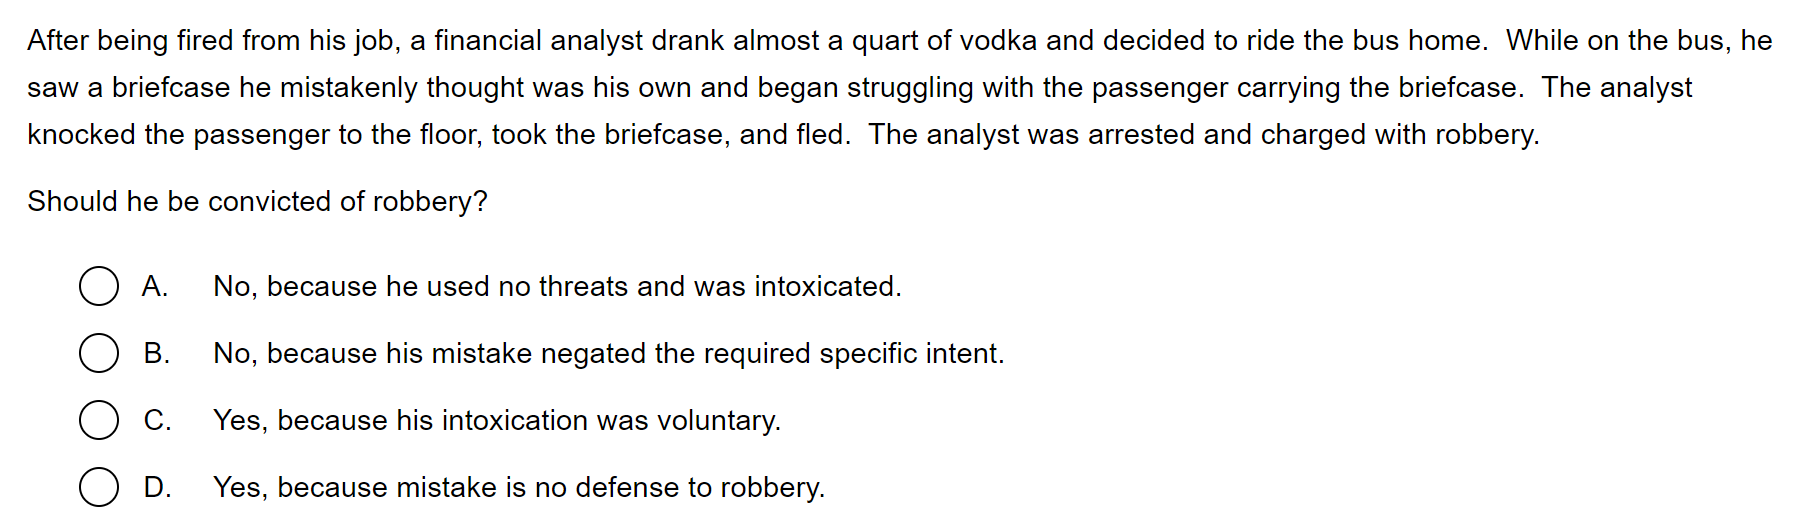 After being fired from his job, a financial analyst drank almost a quart of vodka and decided to ride the bus home.  While on the bus, he
saw a briefcase he mistakenly thought was his own and began struggling with the passenger carrying the briefcase.  The analyst
knocked the passenger to the floor, took the briefcase, and fled.  The analyst was arrested and charged with robbery.
Should he be convicted of robbery?
A. No, because he used no threats and was intoxicated.
B. No, because his mistake negated the required specific intent.
C. Yes, because his intoxication was voluntary.
D. Yes, because mistake is no defense to robbery.